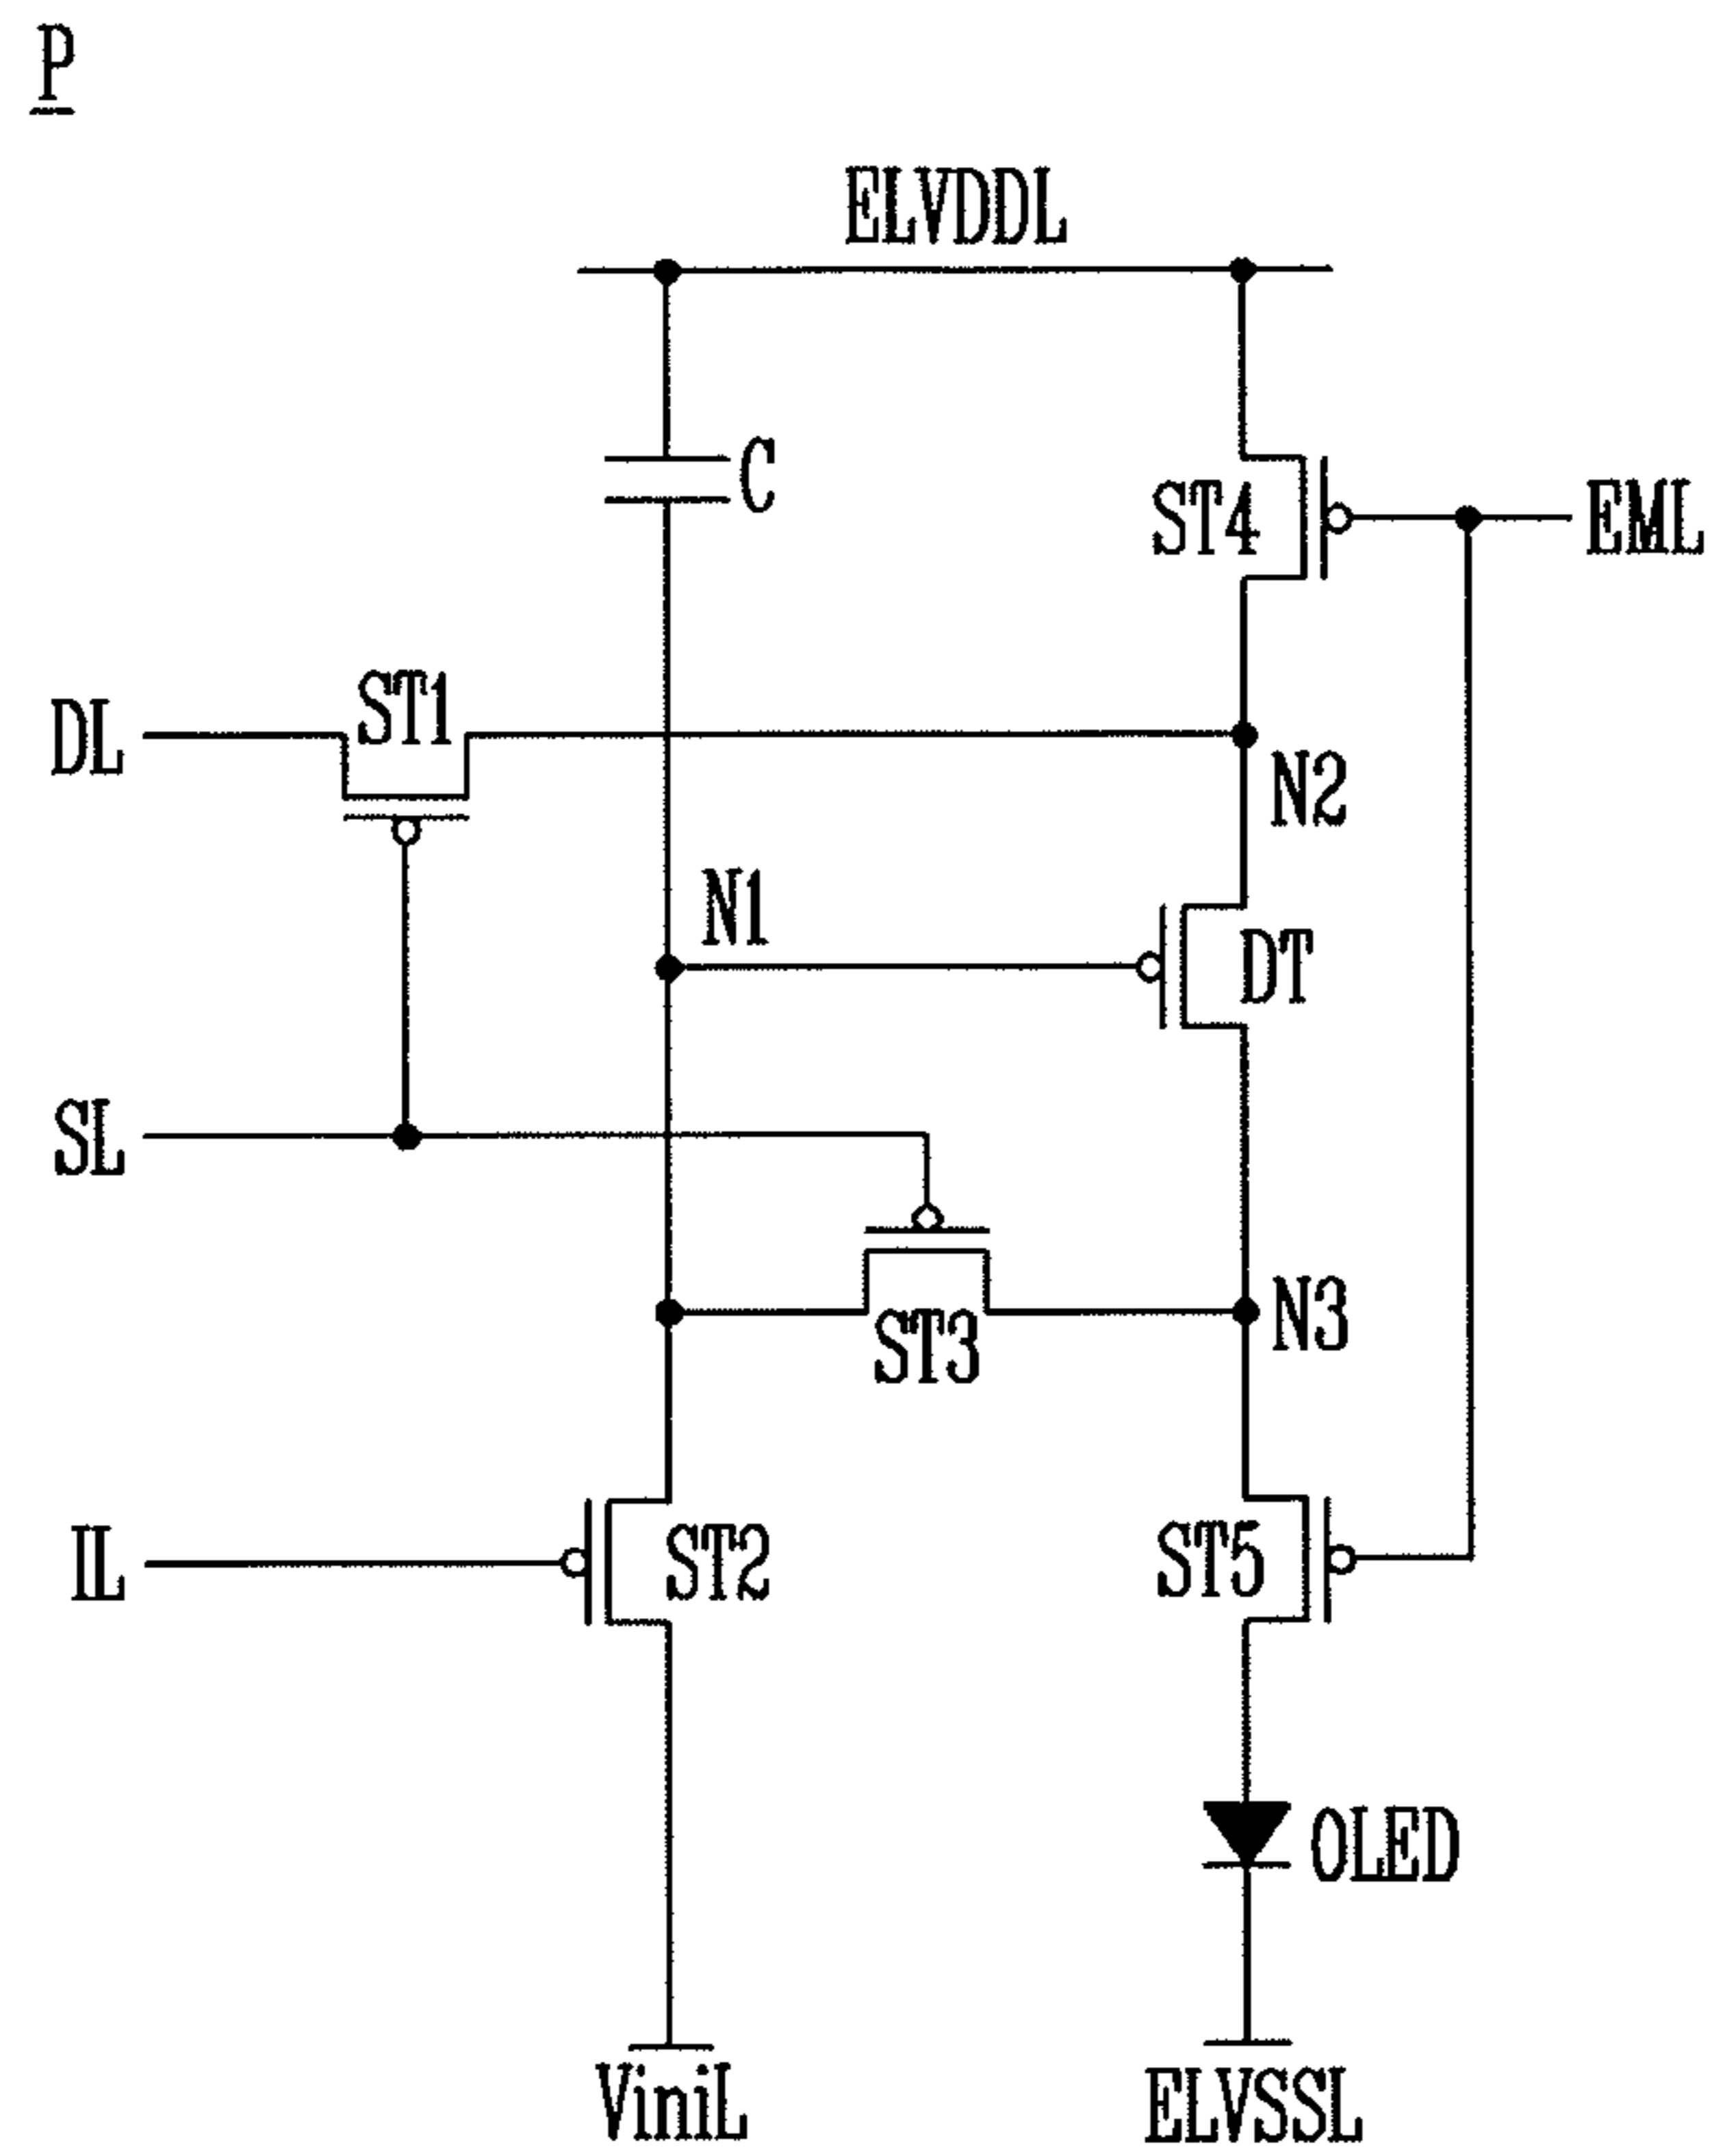 P
ELVDDL
C
ST4
EML
DL
ST1
N2
N1
DT
SL
N3
ST3
IL
ST2
ST5
OLED
ViniL
ELVSSL